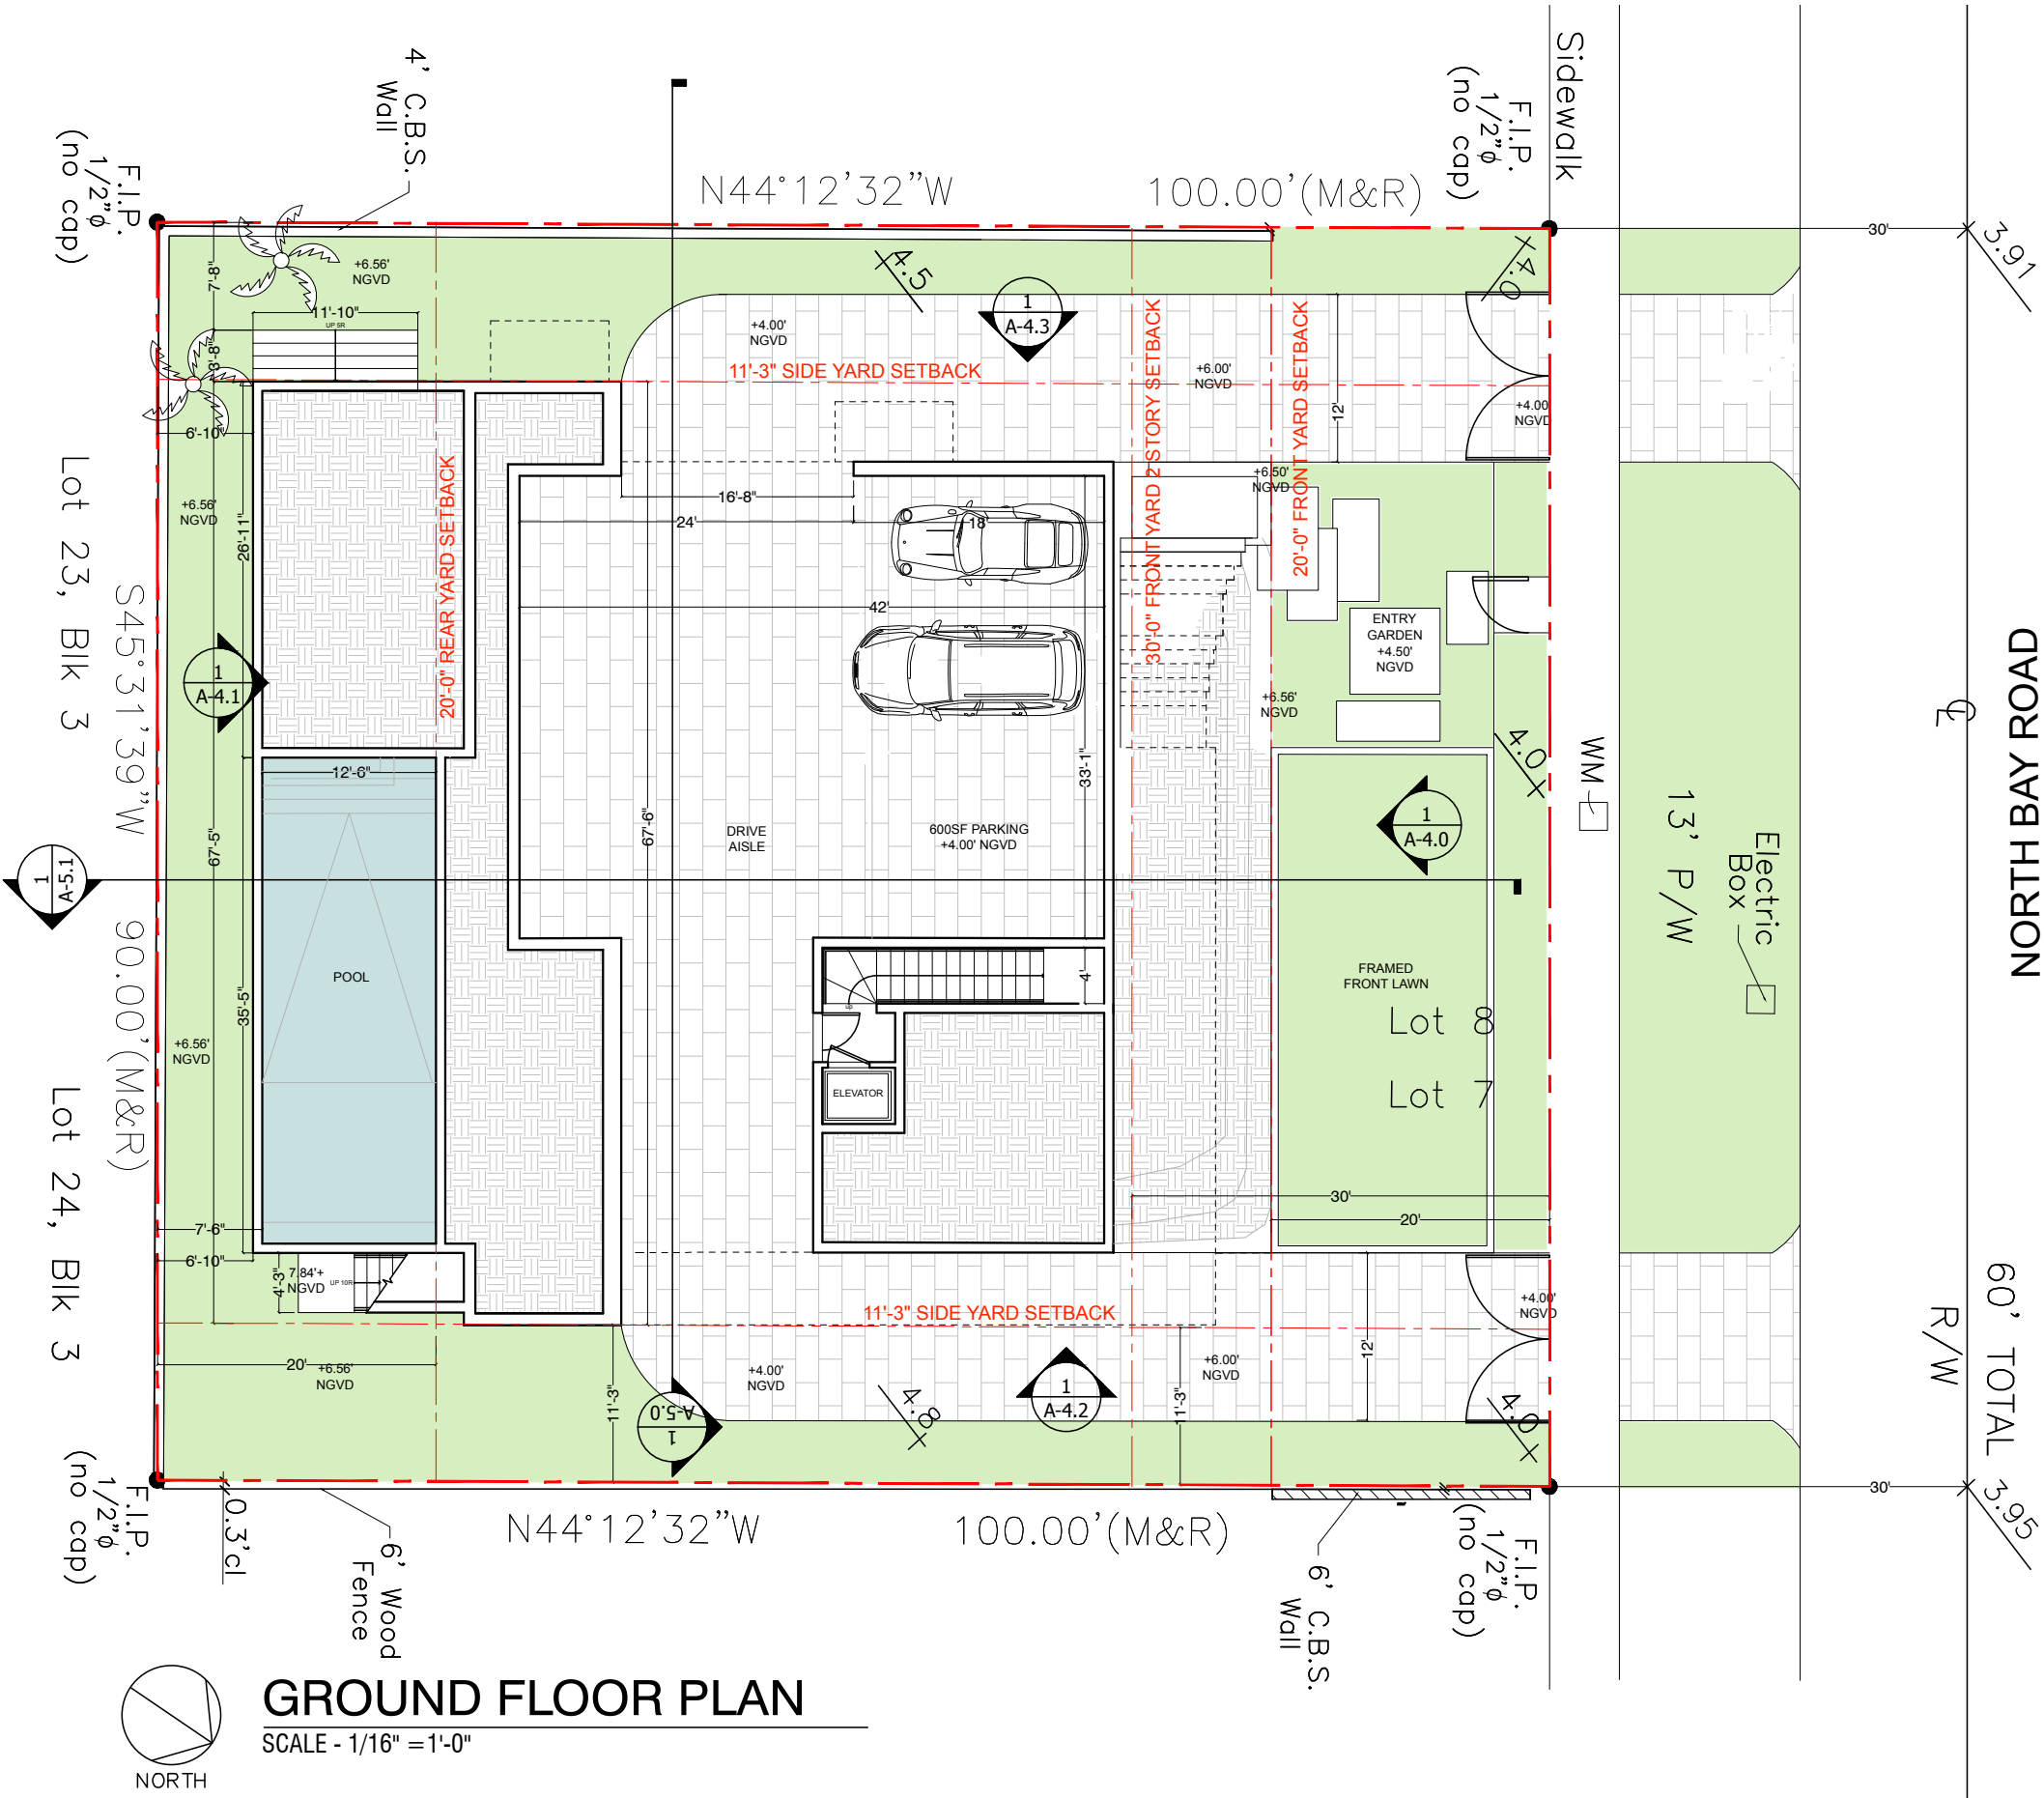 4' C.B.S.
Wall
F.I.P.
1/2"ø
(no cap)
N44°12'32"W
100.00'(M&R)
F.I.P.
1/2"ø
(no cap)
Sidewalk
30'
3.91
7'-8"
+6.56'
NGVD
11'-10"
UP 5R
3'-8"
6'-10"
4.5
+4.00'
NGVD
1
A-4.3
11'-3" SIDE YARD SETBACK
+6.00'
NGVD
30'-0" FRONT YARD 2 STORY SETBACK
20'-0" FRONT YARD SETBACK
12'
4.0
+4.00
NGVD
Lot 23, Blk 3
+6.56'
NGVD
26'-11"
20'-0" REAR YARD SETBACK
16'-8"
24'
18'
42'
+6.50'
NGVD
ENTRY
GARDEN
+4.50'
NGVD
+6.56'
NGVD
S45°31'39"W
1
A-4.1
12'-6"
67'-5"
67'-6"
DRIVE
AISLE
600SF PARKING
+4.00' NGVD
33'-1"
1
A-4.0
4.0
WM
13' P/W
Electric
Box
℄
NORTH BAY ROAD
1
A-5.1
90.00'(M&R)
POOL
35'-5"
+6.56'
NGVD
4'
up
ELEVATOR
FRAMED
FRONT LAWN
Lot 8
Lot 7
30'
20'
Lot 24, Blk 3
7'-6"
6'-10"
4'-3"
7.84'+
NGVD
UP 10R
11'-3" SIDE YARD SETBACK
+4.00'
NGVD
20'
+6.56'
NGVD
11'-3"
+4.00'
NGVD
1
A-5.0
4.8
1
A-4.2
11'-3"
+6.00'
NGVD
12'
4.0
60' TOTAL
R/W
30'
3.95
F.I.P.
1/2"ø
(no cap)
0.3'cl
6' Wood
Fence
N44°12'32"W
100.00'(M&R)
6' C.B.S.
Wall
F.I.P.
1/2"ø
(no cap)
GROUND FLOOR PLAN
SCALE - 1/16" =1'-0"
NORTH